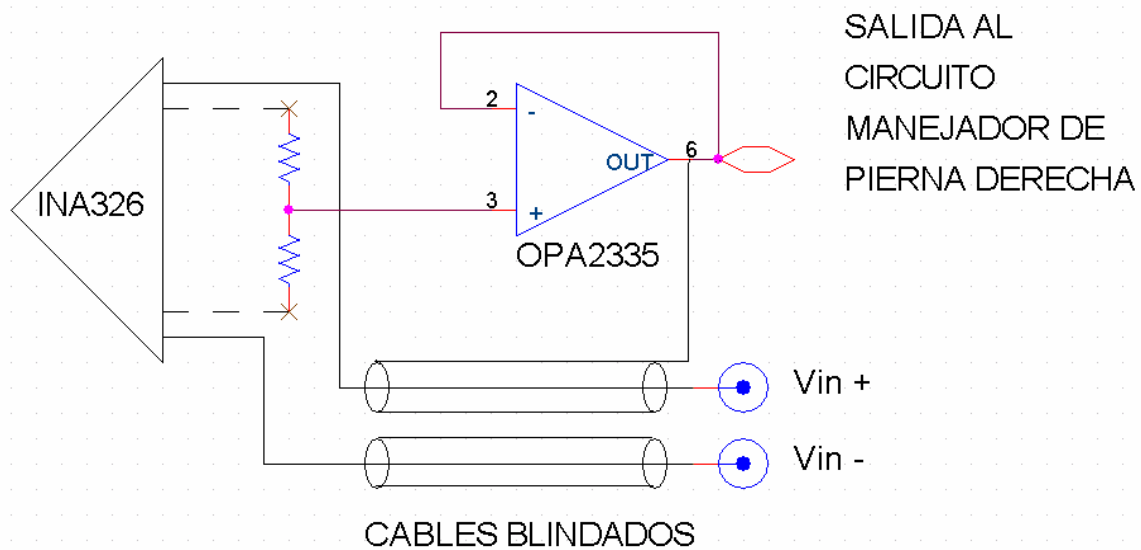 SALIDA AL
CIRCUITO
MANEJADOR DE
PIERNA DERECHA
INA326
2
-
OUT
6
3
+
OPA2335
Vin +
Vin -
CABLES BLINDADOS